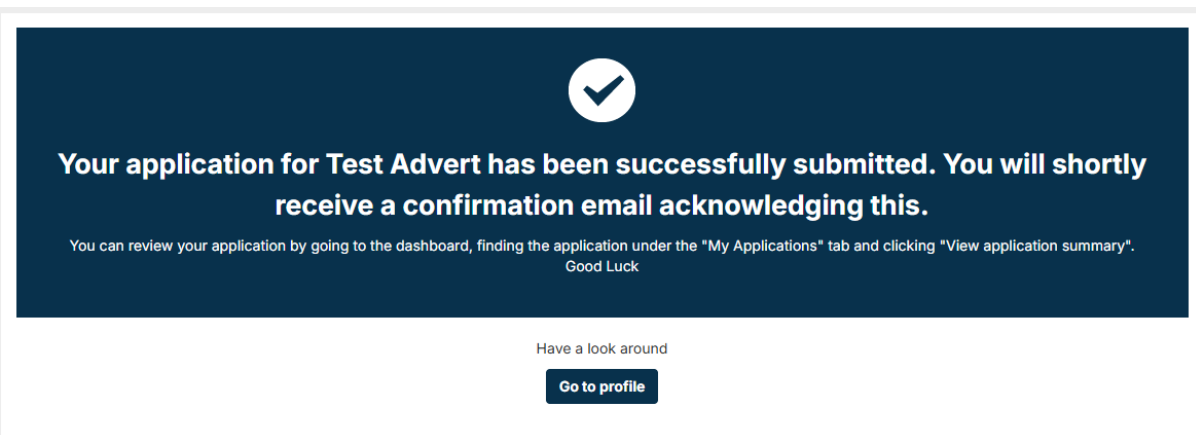 Your application for Test Advert has been successfully submitted. You will shortly
receive a confirmation email acknowledging this.
You can review your application by going to the dashboard, finding the application under the "My Applications" tab and clicking "View application summary".
Good Luck
Have a look around
Go to profile